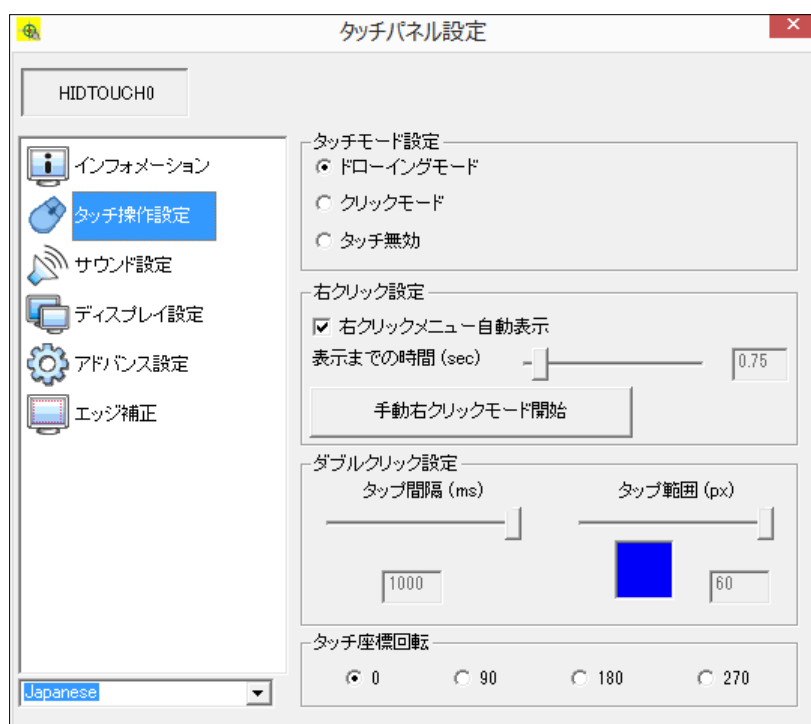 タッチパネル設定
HIDTOUCH0
インフォメーション
タッチ操作設定
サウンド設定
ディスプレイ設定
アドバンス設定
エッジ補正
Japanese
タッチモード設定
ドローイングモード
クリックモード
タッチ無効
右クリック設定
右クリックメニュー自動表示
表示までの時間 (sec)
0.75
手動右クリックモード開始
ダブルクリック設定
タップ間隔 (ms)
タップ範囲 (px)
1000
60
タッチ座標回転
0 90 180 270